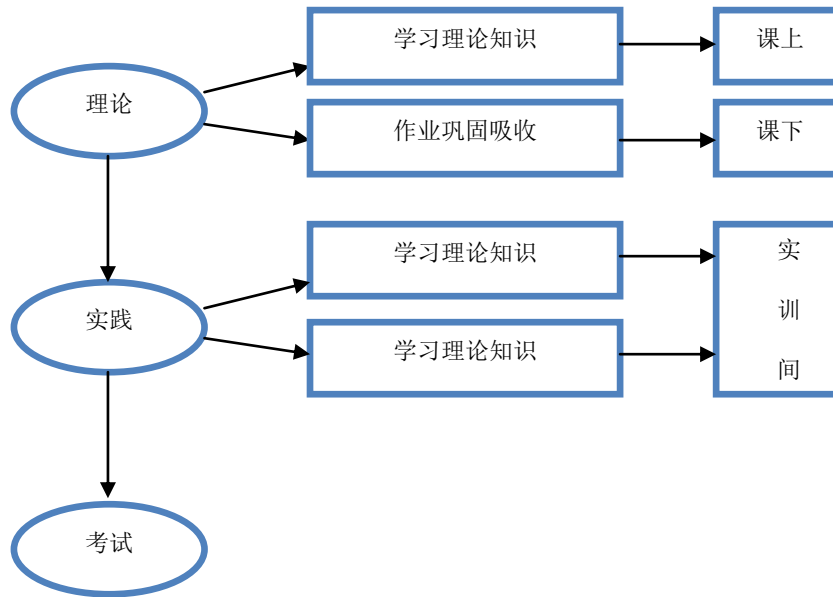 学习理论知识
课上
理论
作业巩固吸收
课下
学习理论知识
实
训
间
实践
学习理论知识
考试